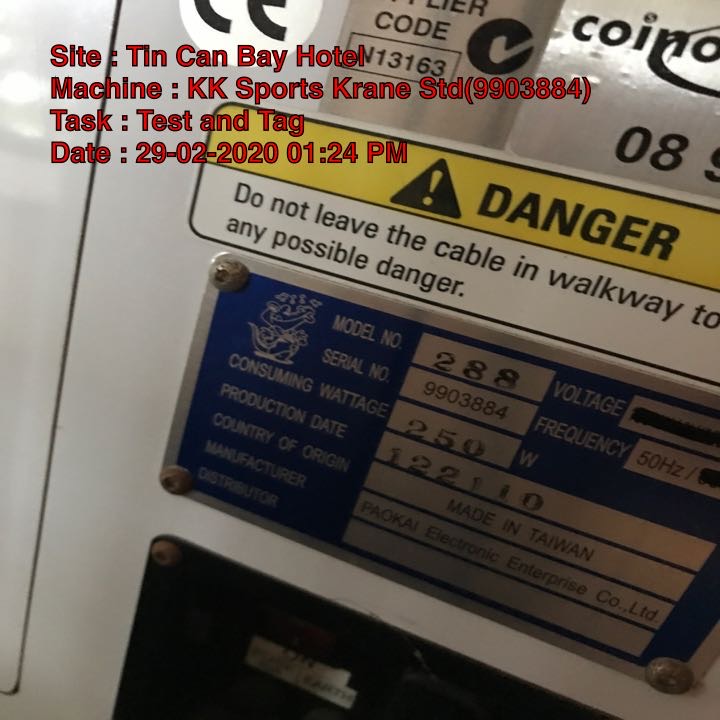 Site : Tin Can Bay Hotel
Machine : KK Sports Krane Std(9903884)
Task : Test and Tag
Date : 29-02-2020 01:24 PM
CE
CODE
N13163
08
DANGER
Do not leave the cable in walkway to
any possible danger.
MODEL NO. 288
SERIAL NO. 9903884
CONSUMING WATTAGE 250 W
PRODUCTION DATE 122110
COUNTRY OF ORIGIN MADE IN TAIWAN
MANUFACTURER PAOKAI Electronic Enterprise Co.,Ltd.
DISTRIBUTOR
VOLTAGE
FREQUENCY 50Hz /